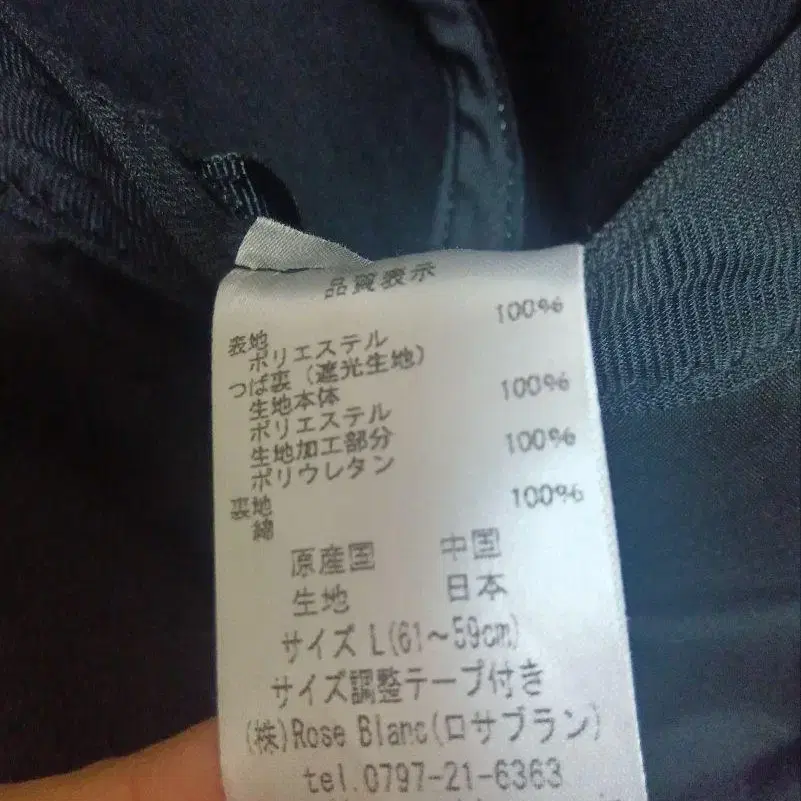 品質表示
表地
ポリエステル 100%
つば裏(遮光生地)
生地本体
ポリエステル 100%
生地加工部分
ポリウレタン 100%
裏地
綿 100%
原産国 中国
生地 日本
サイズ L(61～59cm)
サイズ調整テープ付き
(株)Rose Blanc(ロサブラン)
tel.0797-21-6363